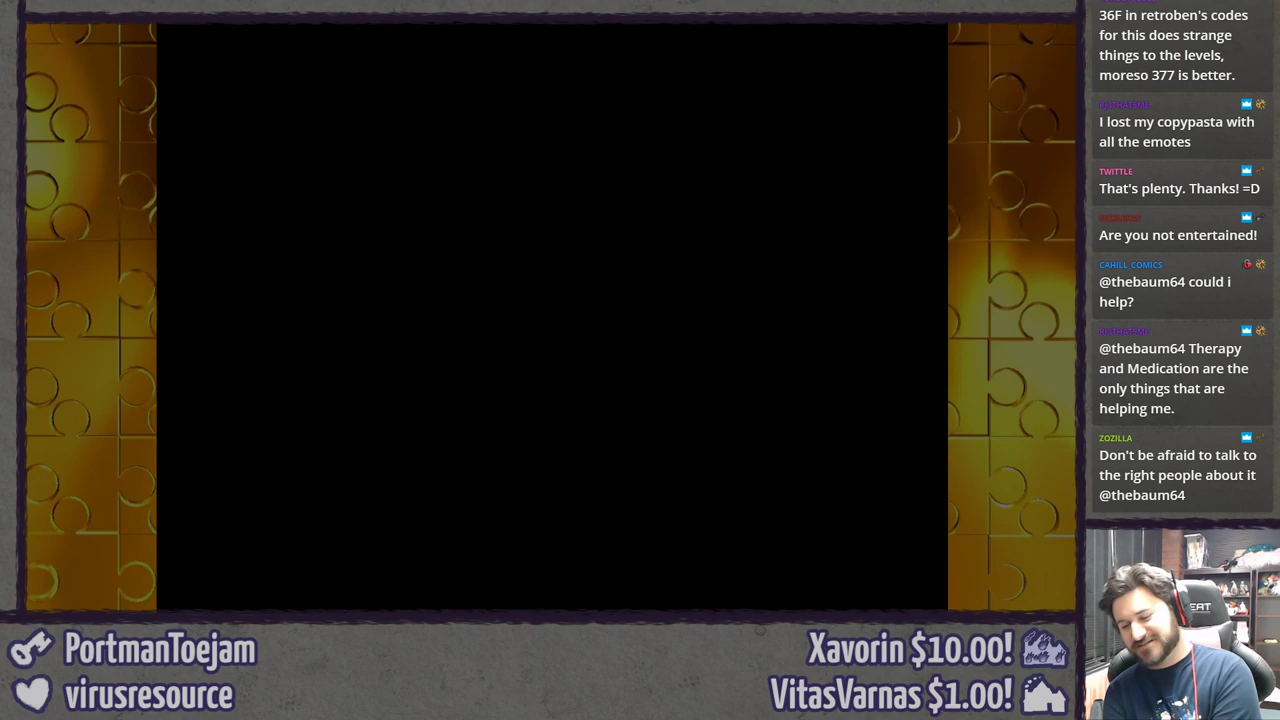 36F in retroben's codes
for this does strange
things to the levels,
moreso 377 is better.
I lost my copypasta with
all the emotes
TWITTLE
That's plenty. Thanks! =D
Are you not entertained!
CAHILL_COMICS
@thebaum64 could i
help?
@thebaum64 Therapy
and Medication are the
only things that are
helping me.
ZOZILLA
Don't be afraid to talk to
the right people about it
@thebaum64
PortmanToejam
virusresource
Xavorin $10.00!
VitasVarnas $1.00!